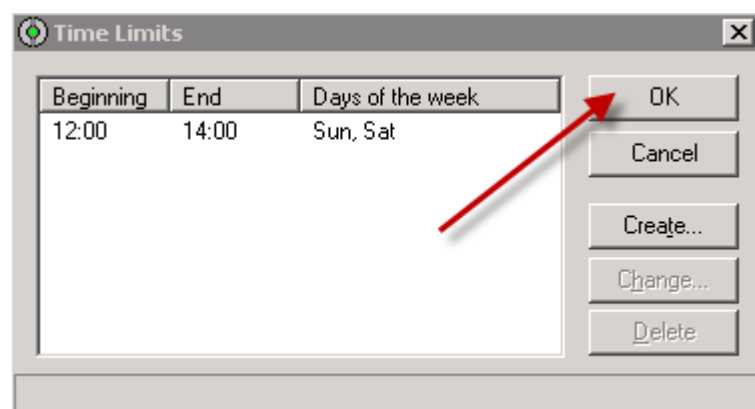 Time Limits
Beginning End Days of the week
12:00 14:00 Sun, Sat
OK
Cancel
Create...
Change...
Delete